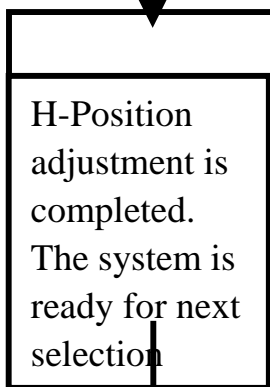 H-Position
adjustment is
completed.
The system is
ready for next
selection